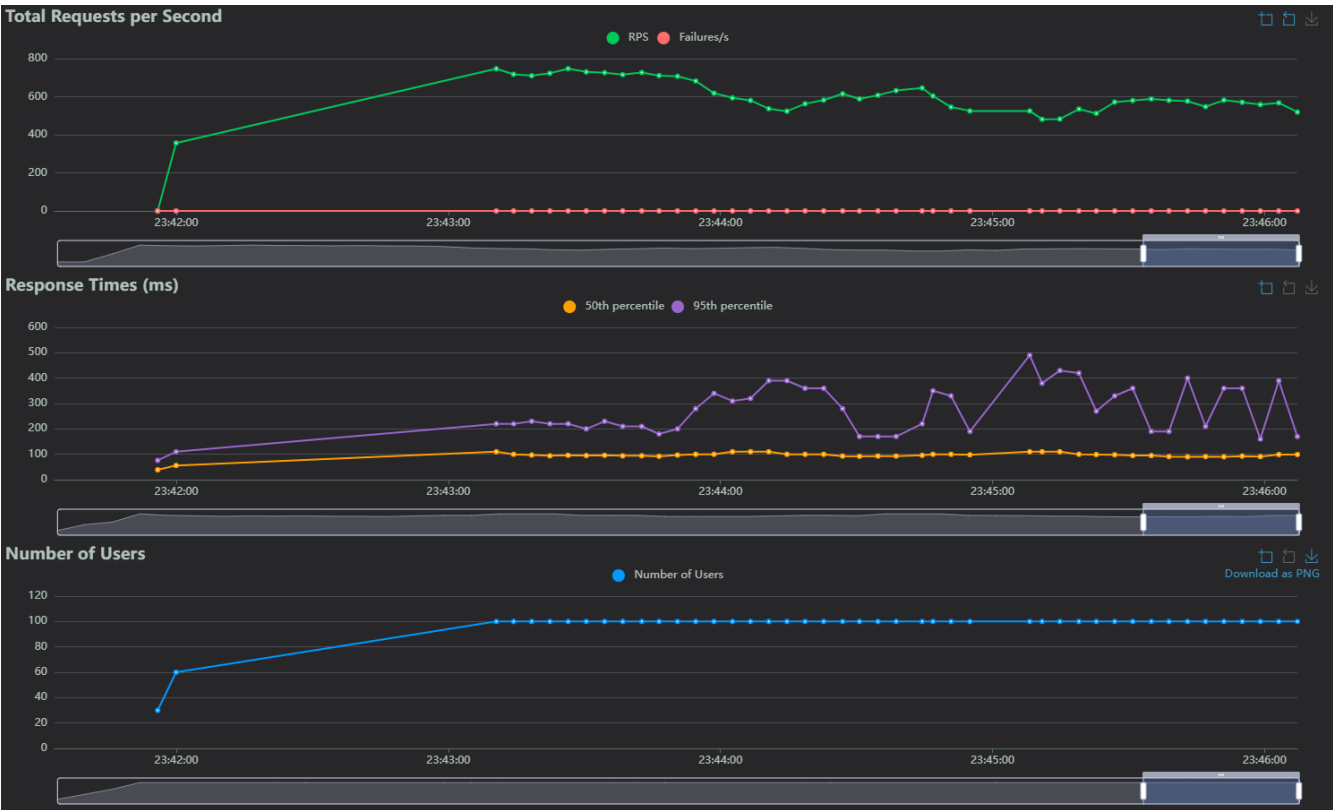 Total Requests per Second
RPS Failures/s
800
600
400
200
0
23:42:00 23:43:00 23:44:00 23:45:00 23:46:00
Response Times (ms)
50th percentile 95th percentile
600
500
400
300
200
100
0
23:42:00 23:43:00 23:44:00 23:45:00 23:46:00
Number of Users
Download as PNG
Number of Users
120
100
80
60
40
20
0
23:42:00 23:43:00 23:44:00 23:45:00 23:46:00